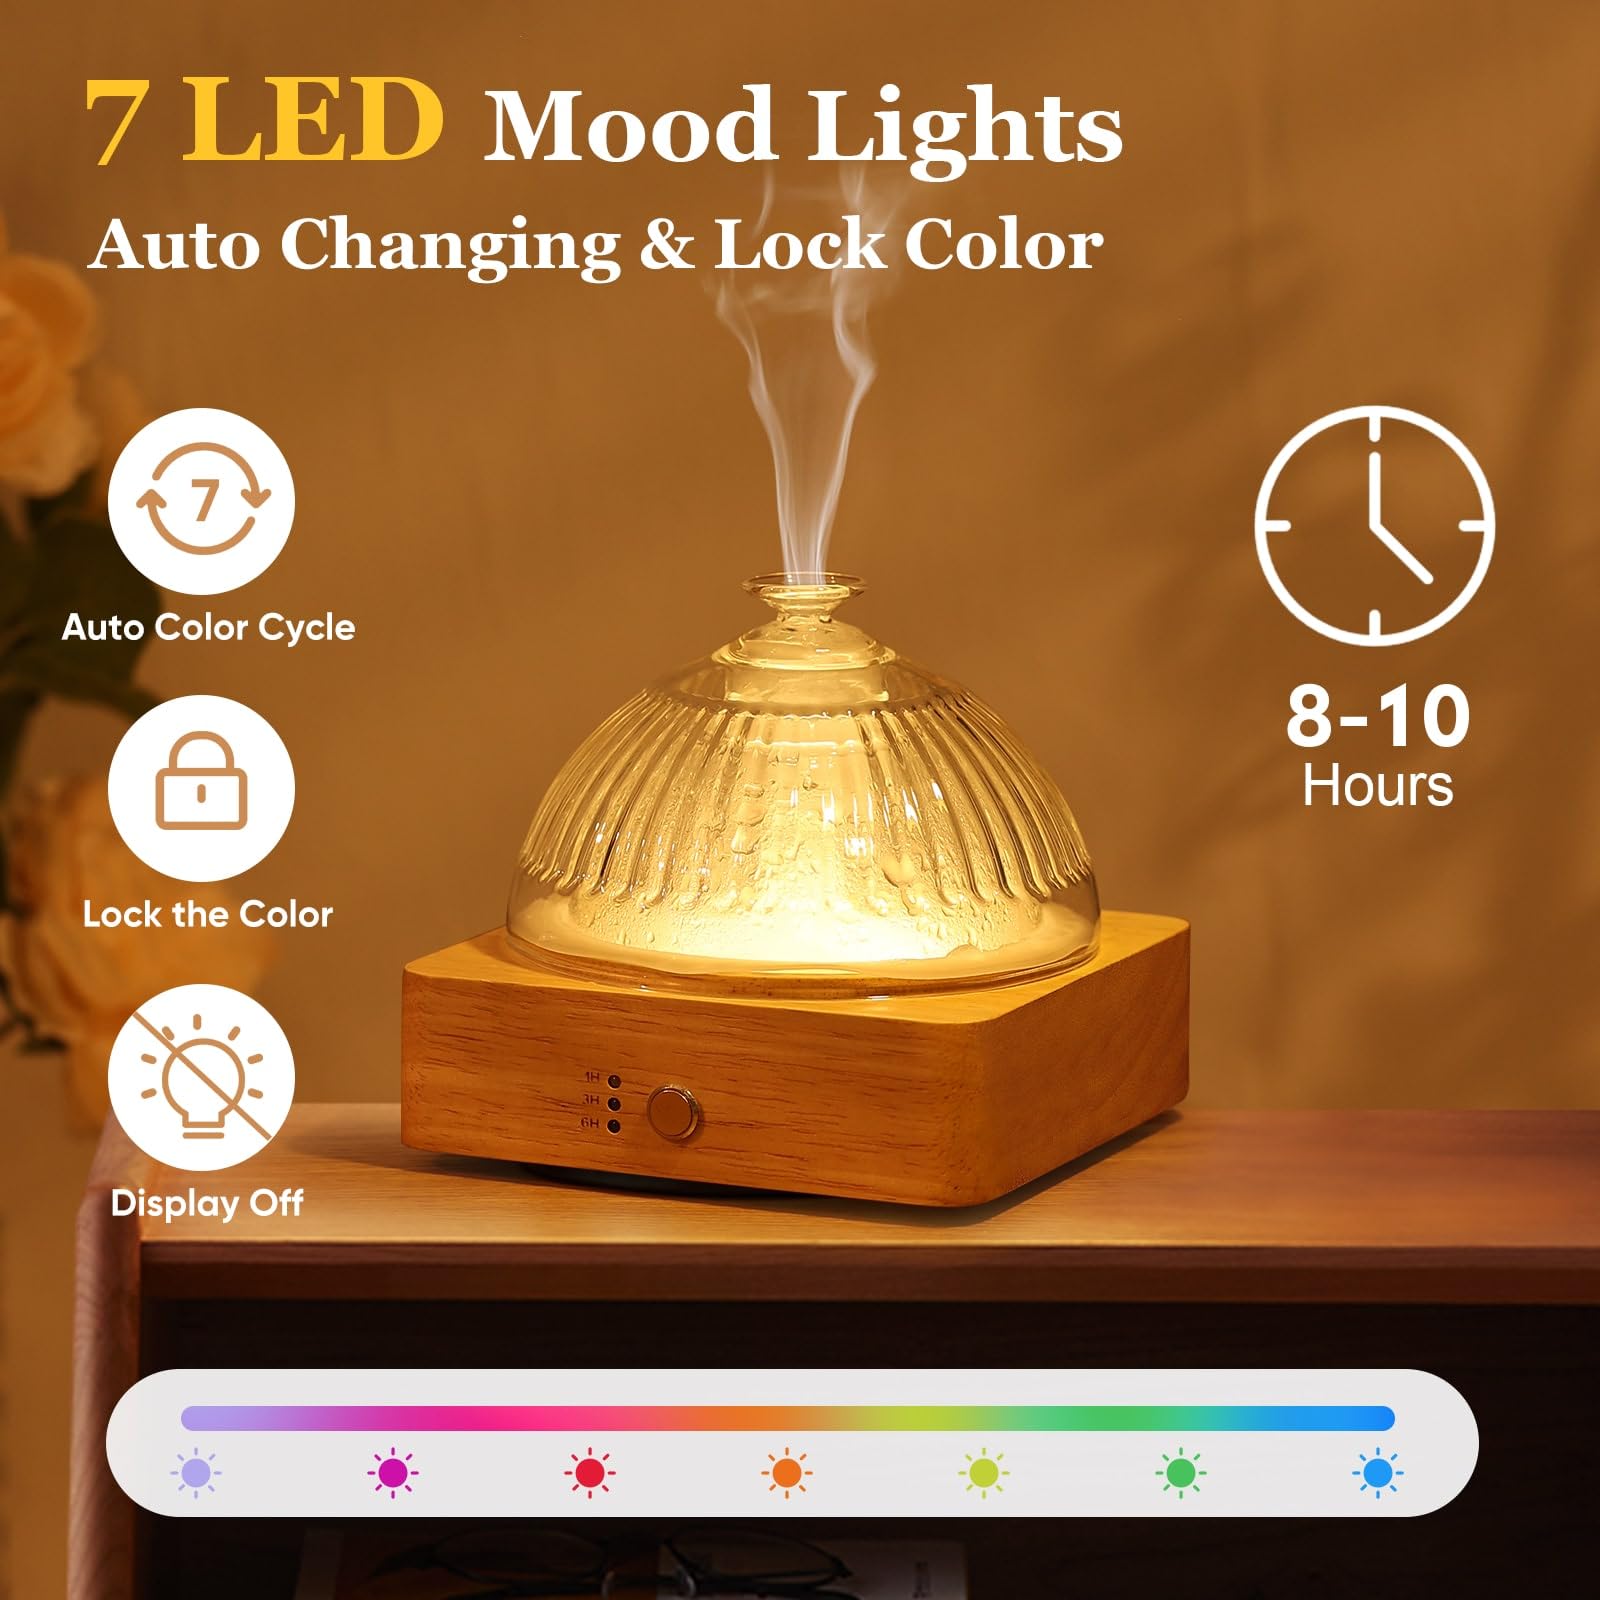 7 LED Mood Lights
Auto Changing & Lock Color
7
Auto Color Cycle
Lock the Color
Display Off
8-10
Hours
1H
3H
6H